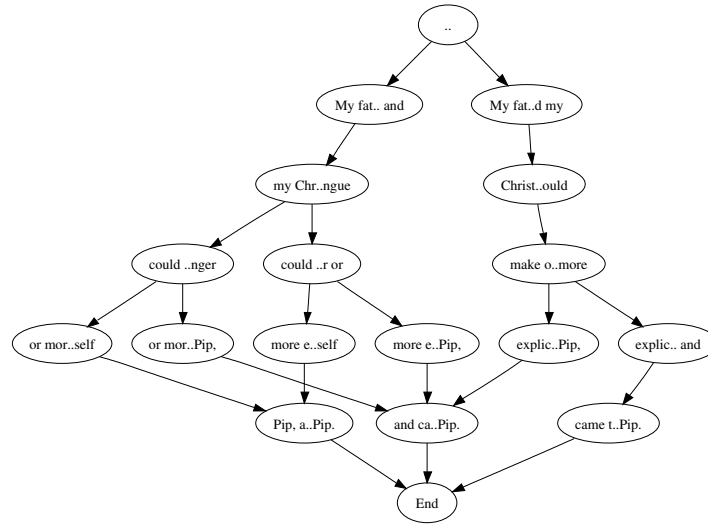 ..
My fat.. and
My fat..d my
my Chr..ngue
Christ..ould
could ..nger
could ..r or
make o..more
or mor..self
or mor..Pip,
more e..self
more e..Pip,
explic..Pip,
explic.. and
Pip, a..Pip.
and ca..Pip.
came t..Pip.
End